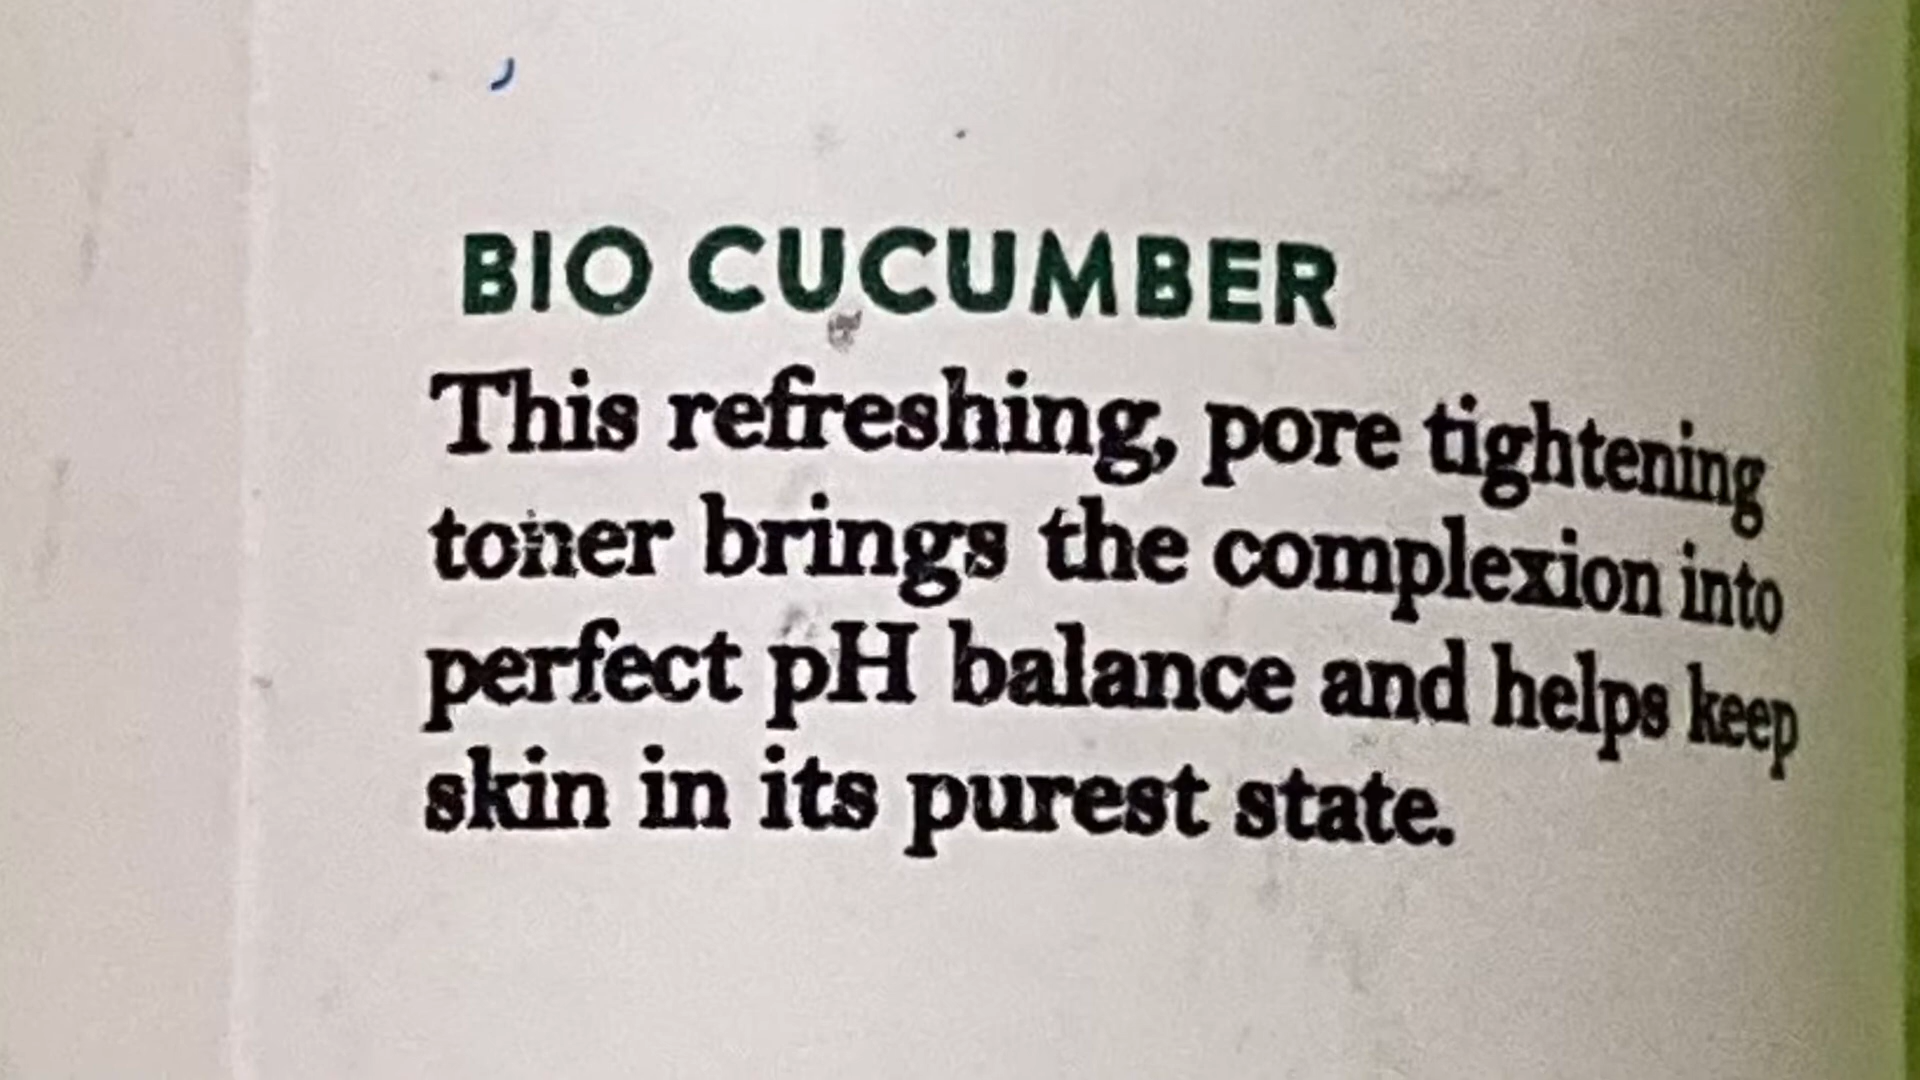 BIO CUCUMBER
This refreshing, pore tightening
toner brings the complexion into
perfect pH balance and helps keep
skin in its purest state.